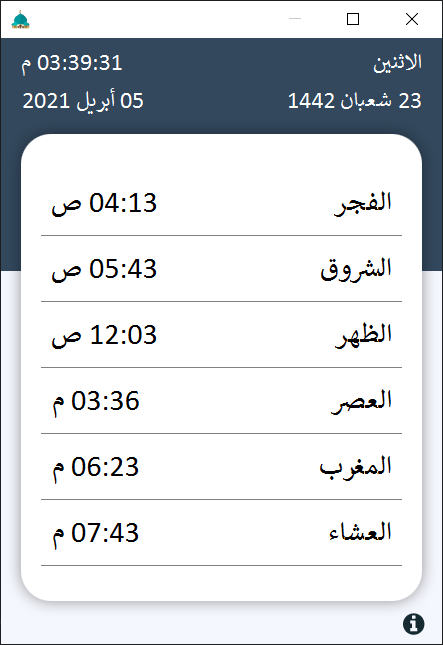 الاثنين 03:39:31 م
23 شعبان 1442 05 أبريل 2021
الفجر 04:13 ص
الشروق 05:43 ص
الظهر 12:03 ص
العصر 03:36 م
المغرب 06:23 م
العشاء 07:43 م